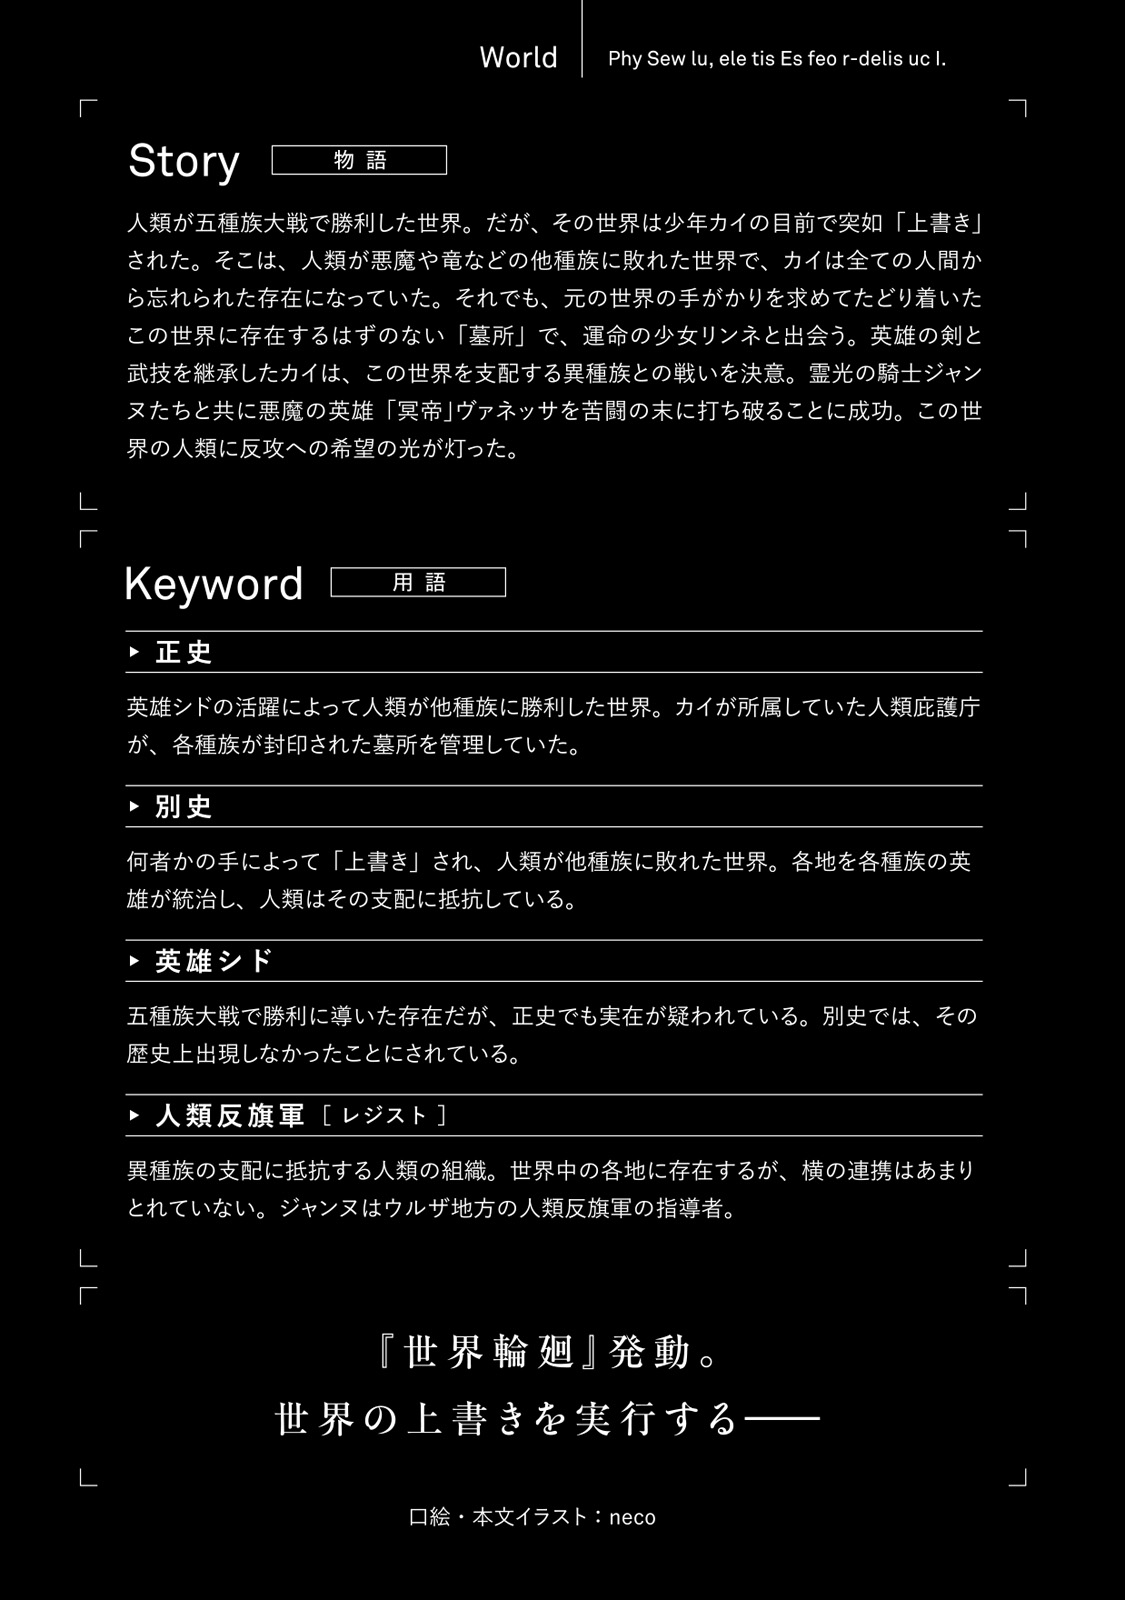 World
Phy Sew lu, ele tis Es feo r-delis uc I.
Story 物語
人類が五種族大戦で勝利した世界。だが、その世界は少年カイの目前で突如「上書き」
された。そこは、人類が悪魔や竜などの他種族に敗れた世界で、カイは全ての人間か
ら忘れられた存在になっていた。それでも、元の世界の手がかりを求めてたどり着いた
この世界に存在するはずのない「墓所」で、運命の少女リンネと出会う。英雄の剣と
武技を継承したカイは、この世界を支配する異種族との戦いを決意。霊光の騎士ジャン
ヌたちと共に悪魔の英雄「冥帝」ヴァネッサを苦闘の末に打ち破ることに成功。この世
界の人類に反攻への希望の光が灯った。
Keyword 用語
▶ 正史
英雄シドの活躍によって人類が他種族に勝利した世界。カイが所属していた人類庇護庁
が、各種族が封印された墓所を管理していた。
▶ 別史
何者かの手によって「上書き」され、人類が他種族に敗れた世界。各地を各種族の英
雄が統治し、人類はその支配に抵抗している。
▶ 英雄シド
五種族大戦で勝利に導いた存在だが、正史でも実在が疑われている。別史では、その
歴史上出現しなかったことにされている。
▶ 人類反旗軍［レジスト］
異種族の支配に抵抗する人類の組織。世界中の各地に存在するが、横の連携はあまり
とれていない。ジャンヌはウルザ地方の人類反旗軍の指導者。
『世界輪廻』発動。
世界の上書きを実行する――
口絵・本文イラスト：neco